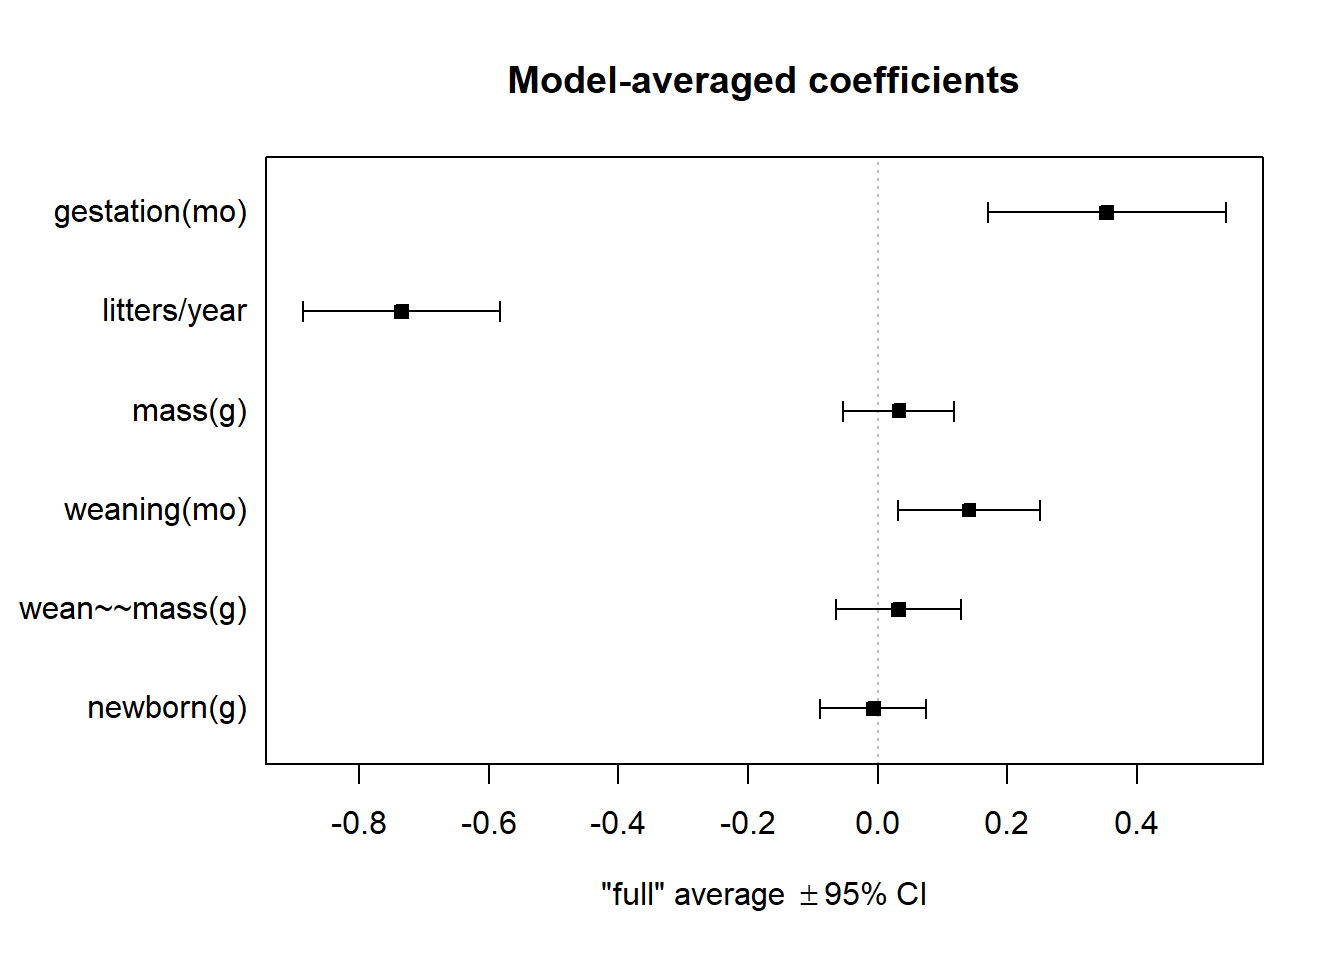 Model-averaged coefficients
gestation(mo)
litters/year
mass(g)
weaning(mo)
wean~~mass(g)
newborn(g)
-0.8 -0.6 -0.4 -0.2 0.0 0.2 0.4
"full" average ±95% CI